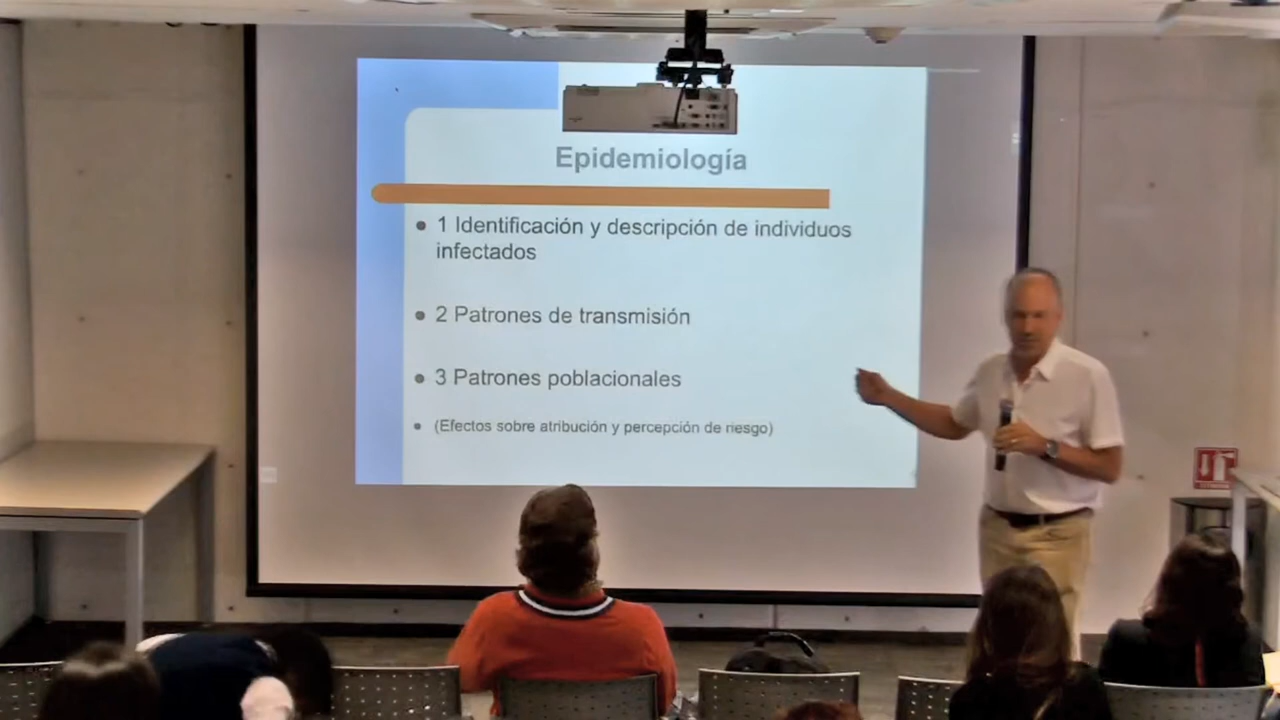 Epidemiología
1 Identificación y descripción de individuos
infectados
2 Patrones de transmisión
3 Patrones poblacionales
(Efectos sobre atribución y percepción de riesgo)